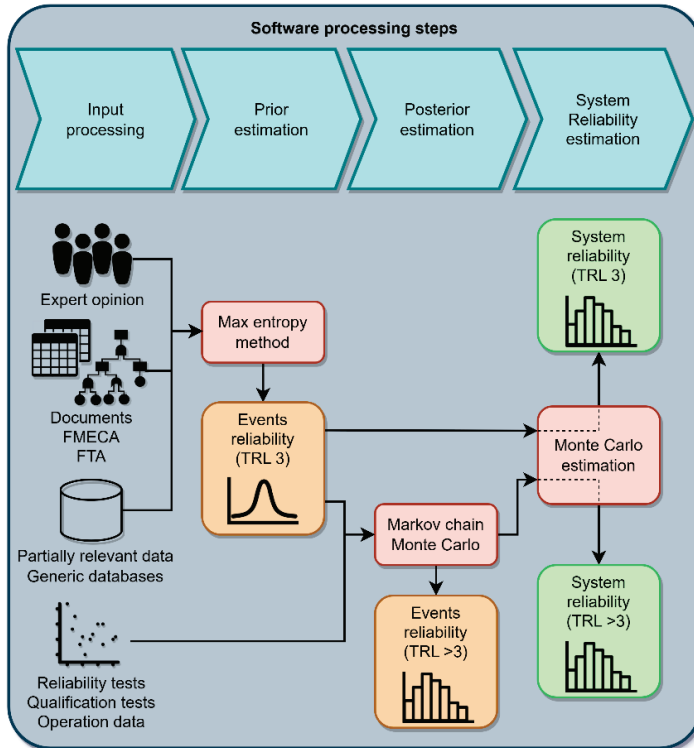 Software processing steps
Input
processing
Prior
estimation
Posterior
estimation
System
Reliability
estimation
Expert opinion
Documents
FMECA
FTA
Partially relevant data
Generic databases
Reliability tests
Qualification tests
Operation data
Max entropy
method
Events
reliability
(TRL 3)
Markov chain
Monte Carlo
Events
reliability
(TRL >3)
System
reliability
(TRL 3)
Monte Carlo
estimation
System
reliability
(TRL >3)